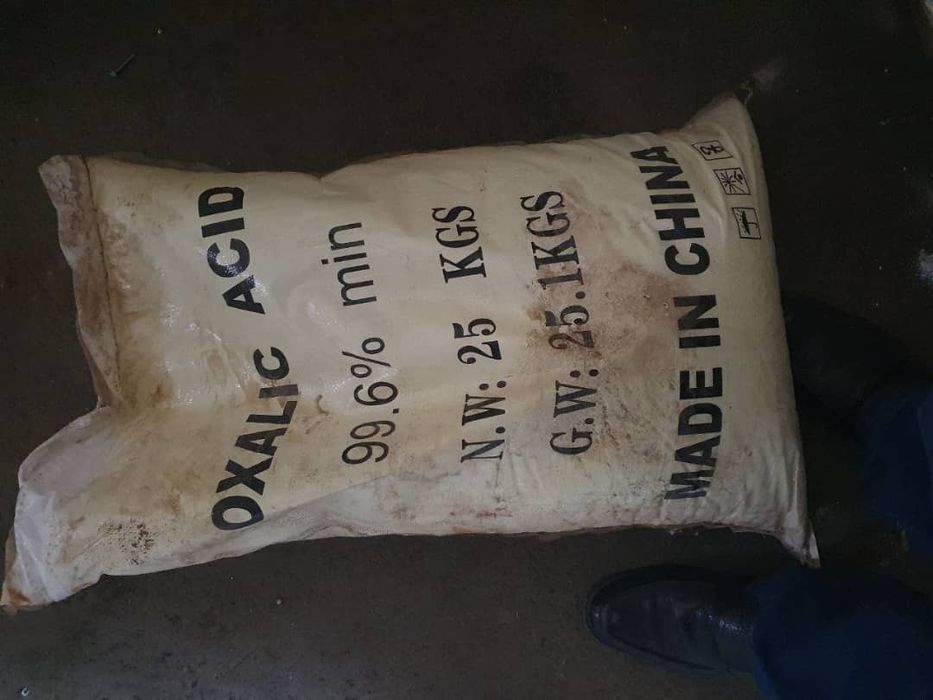 OXALIC ACID
99.6% min
N.W: 25 KGS
G.W: 25.1KGS
MADE IN CHINA